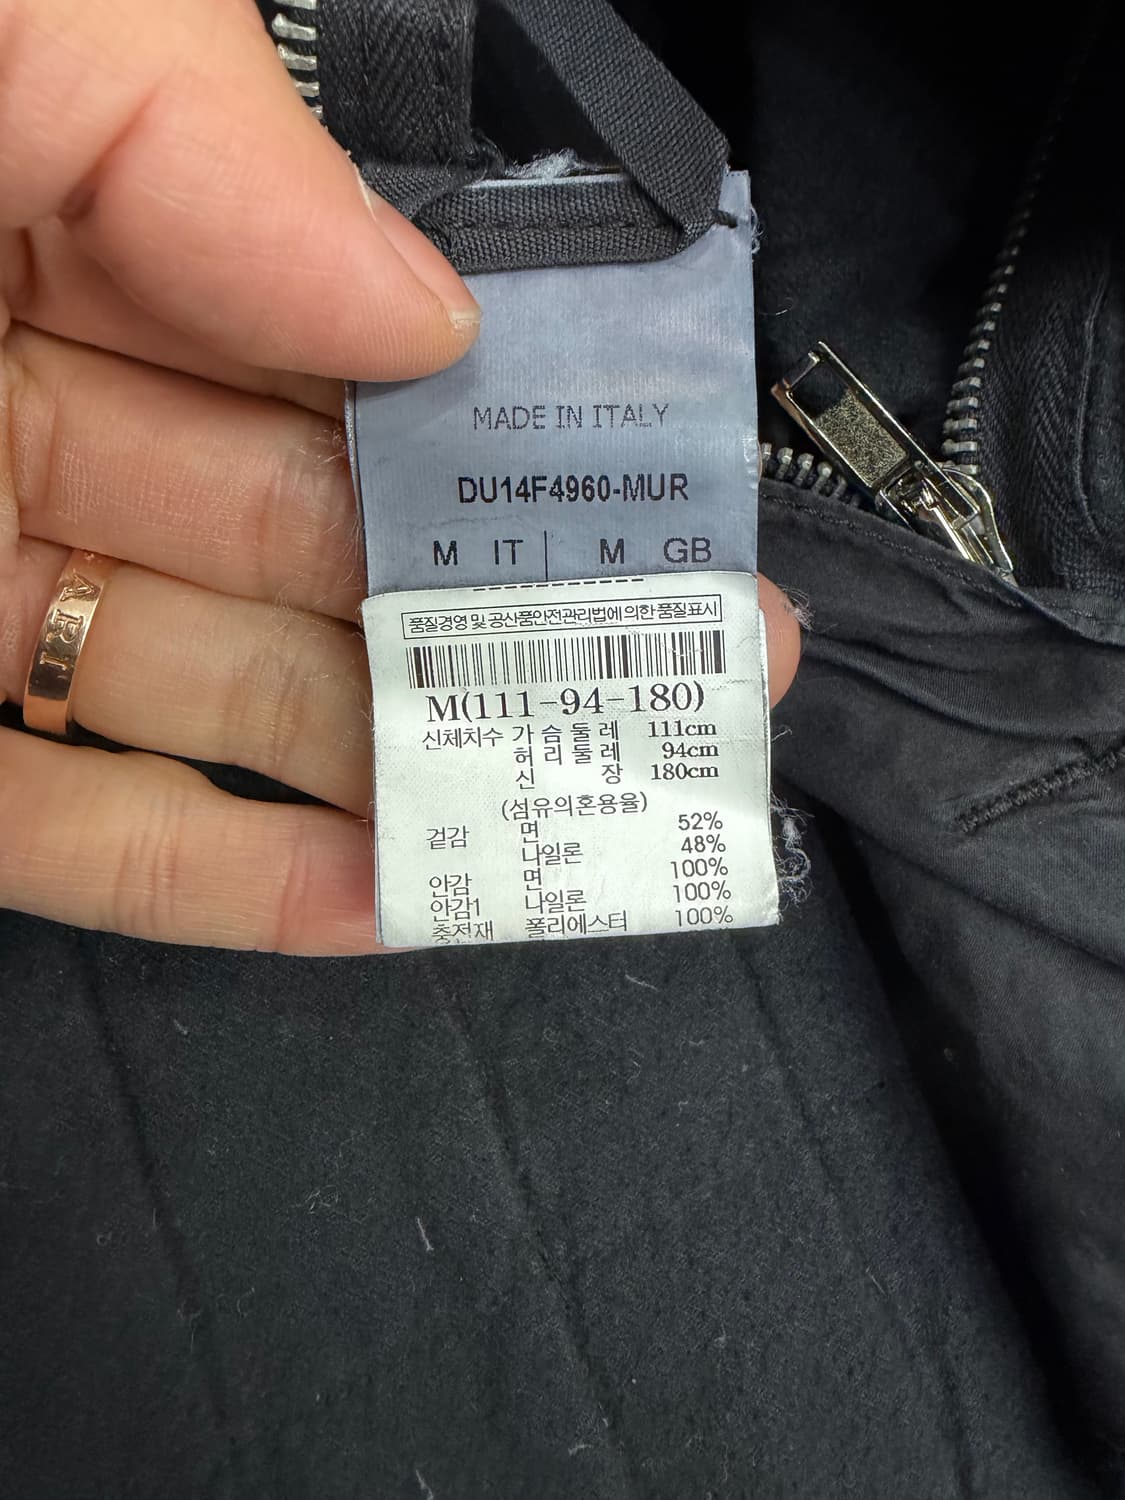 MADE IN ITALY
DU14F4960-MUR
M IT M GB
품질경영 및 공산품안전관리법에 의한 품질표시
M(111-94-180)
신체치수 가슴둘레 111cm
허리둘레 94cm
신장 180cm
(섬유의혼용율)
겉감 면 52%
나일론 48%
안감 면 100%
안감1 나일론 100%
충전재 폴리에스터 100%